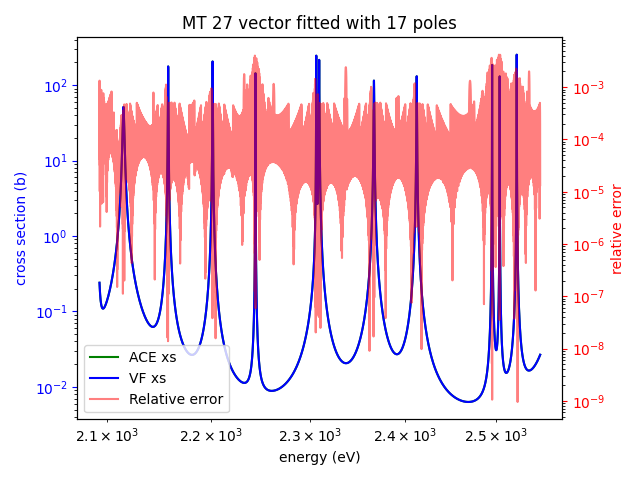 MT 27 vector fitted with 17 poles
cross section (b)
10²
10¹
10⁰
10⁻¹
10⁻²
10⁻³
10⁻⁴
10⁻⁵
10⁻⁶
10⁻⁷
10⁻⁸
10⁻⁹
relative error
ACE xs
VF xs
Relative error
2.1 × 10³ 2.2 × 10³ 2.3 × 10³ 2.4 × 10³ 2.5 × 10³
energy (eV)